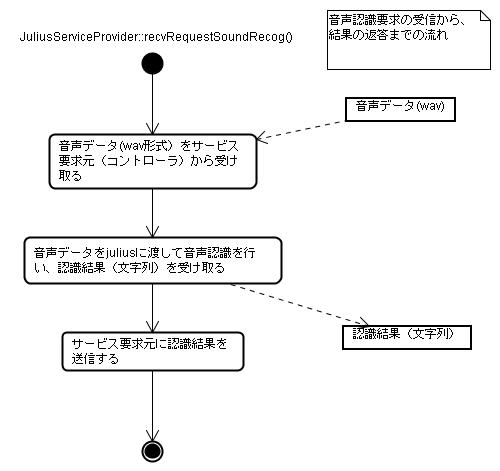 音声認識要求の受信から、
結果の返答までの流れ
JuliusServiceProvider::recvRequestSoundRecog()
音声データ(wav)
音声データ(wav形式）をサービス
要求元（コントローラ）から受け
取る
音声データをjuliusに渡して音声認識を行
い、認識結果（文字列）を受け取る
認識結果（文字列）
サービス要求元に認識結果を
送信する